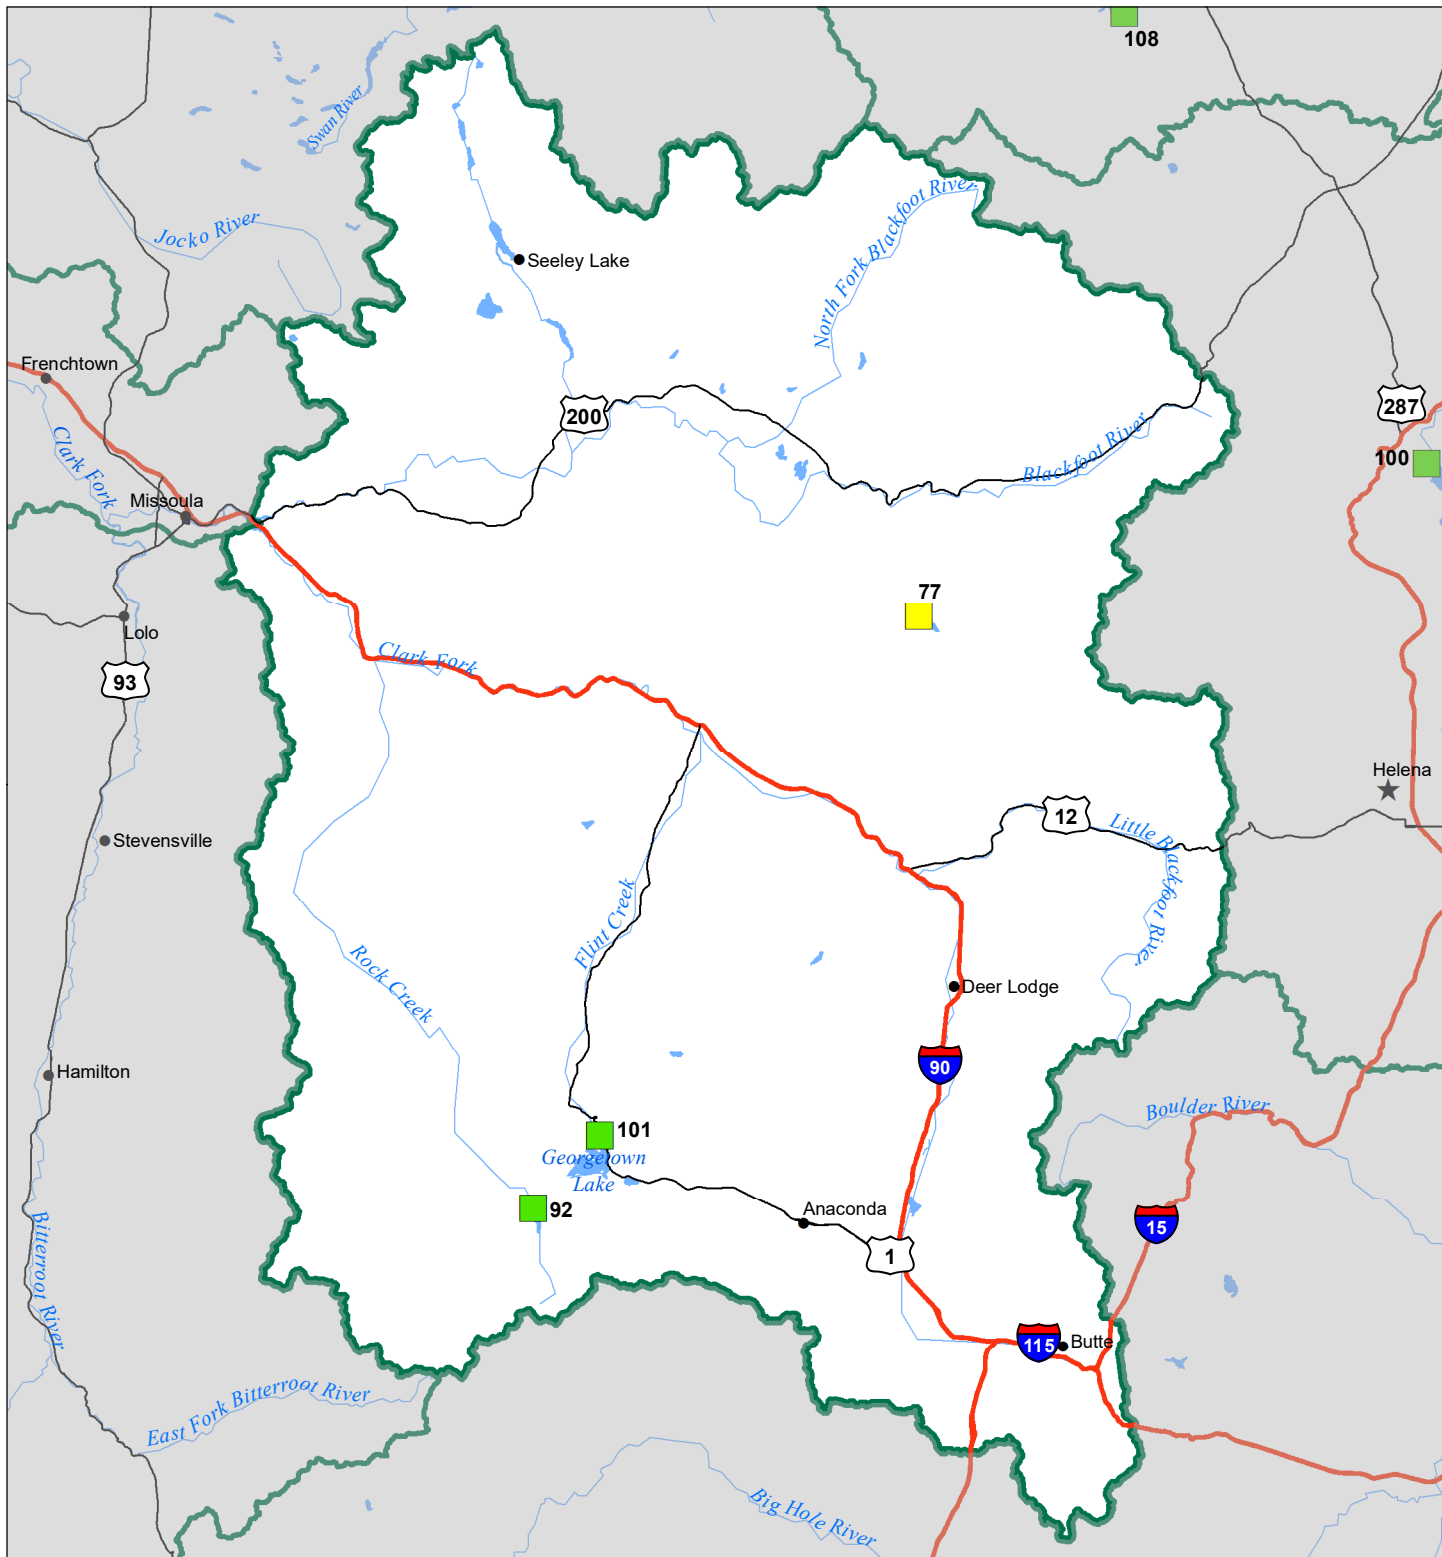 108
Swan River
Jocko River
North Fork Blackfoot River
Seeley Lake
Frenchtown
200
287
Clark Fork
Blackfoot River
100
Missoula
77
Lolo
Clark Fork
93
Helena
12
Little Blackfoot River
Stevensville
Flint Creek
Rock Creek
Deer Lodge
90
Hamilton
Boulder River
101
Georgetown
Lake
92
Anaconda
15
1
Bitterroot River
115
Butte
East Fork Bitterroot River
Big Hole River